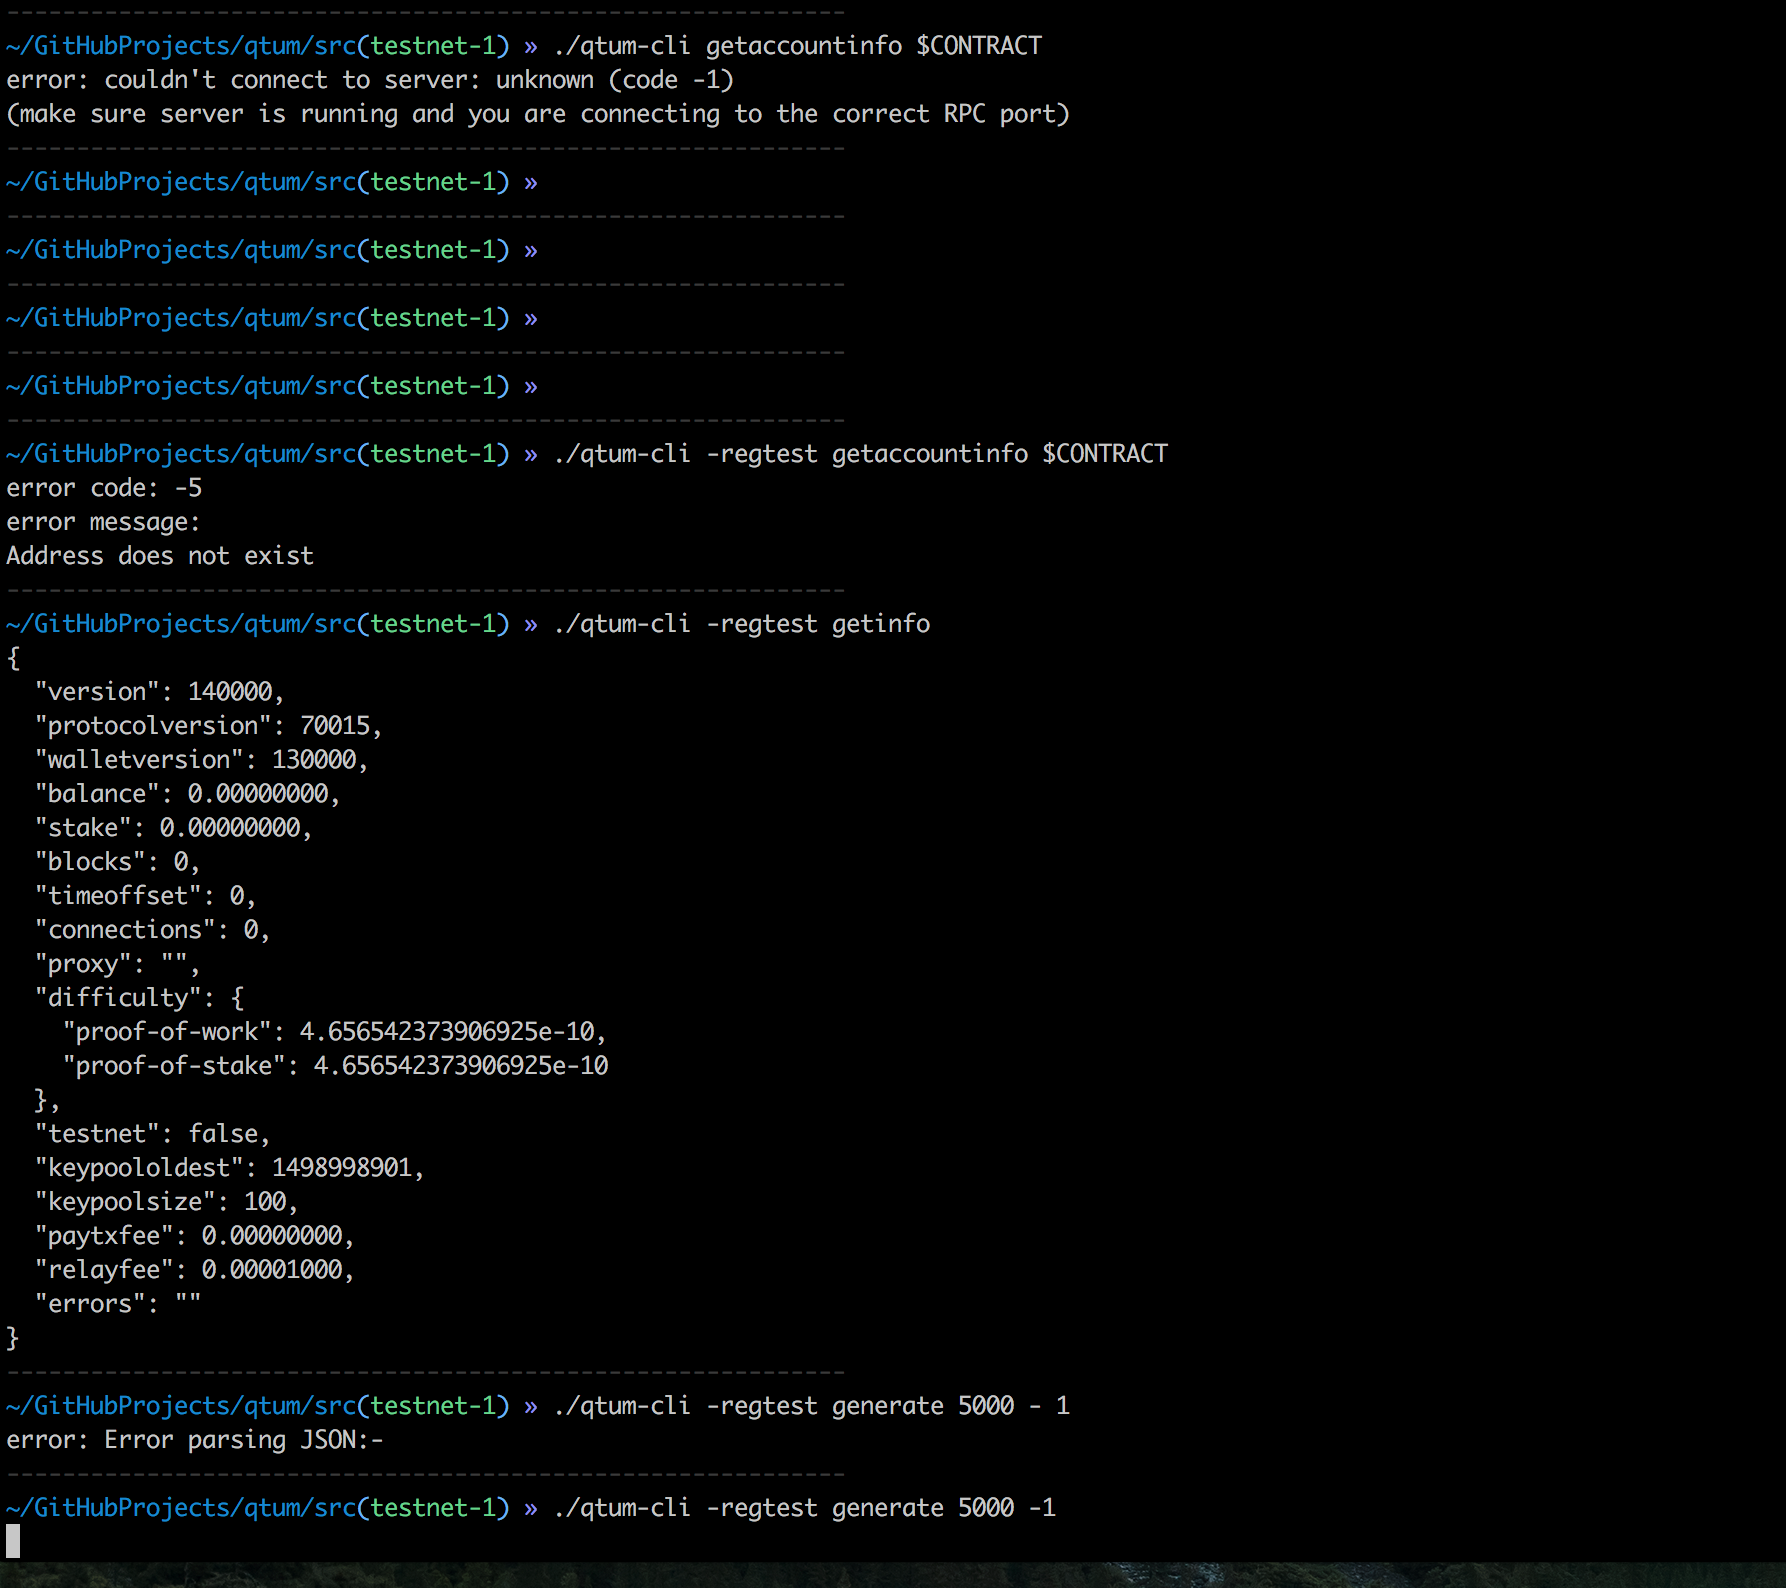 ------------------------------------------------------------
~/GitHubProjects/qtum/src(testnet-1) » ./qtum-cli getaccountinfo $CONTRACT
error: couldn't connect to server: unknown (code -1)
(make sure server is running and you are connecting to the correct RPC port)
------------------------------------------------------------
~/GitHubProjects/qtum/src(testnet-1) »
------------------------------------------------------------
~/GitHubProjects/qtum/src(testnet-1) »
------------------------------------------------------------
~/GitHubProjects/qtum/src(testnet-1) »
------------------------------------------------------------
~/GitHubProjects/qtum/src(testnet-1) »
------------------------------------------------------------
~/GitHubProjects/qtum/src(testnet-1) » ./qtum-cli -regtest getaccountinfo $CONTRACT
error code: -5
error message:
Address does not exist
------------------------------------------------------------
~/GitHubProjects/qtum/src(testnet-1) » ./qtum-cli -regtest getinfo
{
  "version": 140000,
  "protocolversion": 70015,
  "walletversion": 130000,
  "balance": 0.00000000,
  "stake": 0.00000000,
  "blocks": 0,
  "timeoffset": 0,
  "connections": 0,
  "proxy": "",
  "difficulty": {
    "proof-of-work": 4.656542373906925e-10,
    "proof-of-stake": 4.656542373906925e-10
  },
  "testnet": false,
  "keypoololdest": 1498998901,
  "keypoolsize": 100,
  "paytxfee": 0.00000000,
  "relayfee": 0.00001000,
  "errors": ""
}
------------------------------------------------------------
~/GitHubProjects/qtum/src(testnet-1) » ./qtum-cli -regtest generate 5000 - 1
error: Error parsing JSON:-
------------------------------------------------------------
~/GitHubProjects/qtum/src(testnet-1) » ./qtum-cli -regtest generate 5000 -1